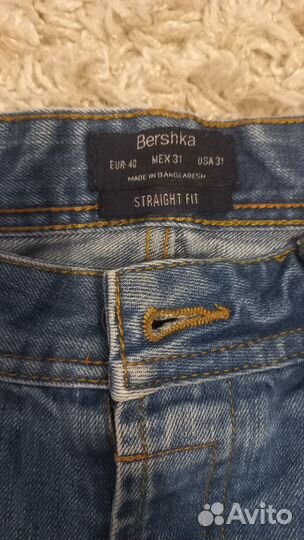 Bershka
EUR 40 MEX 31 USA 31
MADE IN BANGLADESH
STRAIGHT FIT
Avito